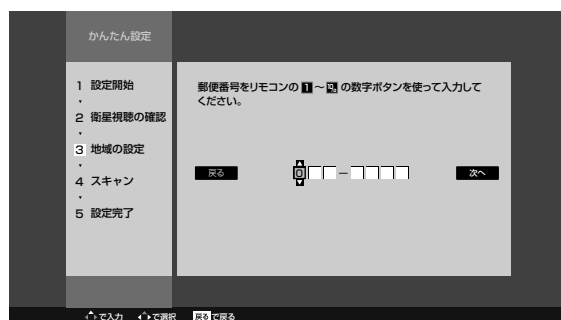 かんたん設定
1 設定開始
2 衛星視聴の確認
3 地域の設定
4 スキャン
5 設定完了
郵便番号をリモコンの 1 ~ 10 の数字ボタンを使って入力して
ください。
戻る
0 -
次へ
で入力 で選択 戻る で戻る